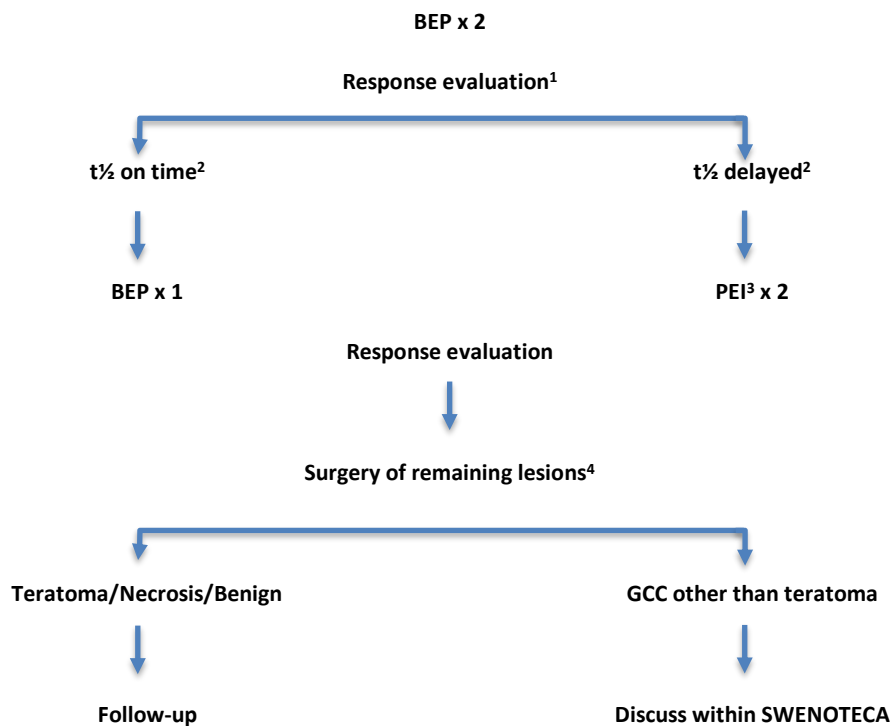 BEP x 2
Response evaluation¹
t½ on time²
t½ delayed²
BEP x 1
PEI³ x 2
Response evaluation
Surgery of remaining lesions⁴
Teratoma/Necrosis/Benign
GCC other than teratoma
Follow-up
Discuss within SWENOTECA